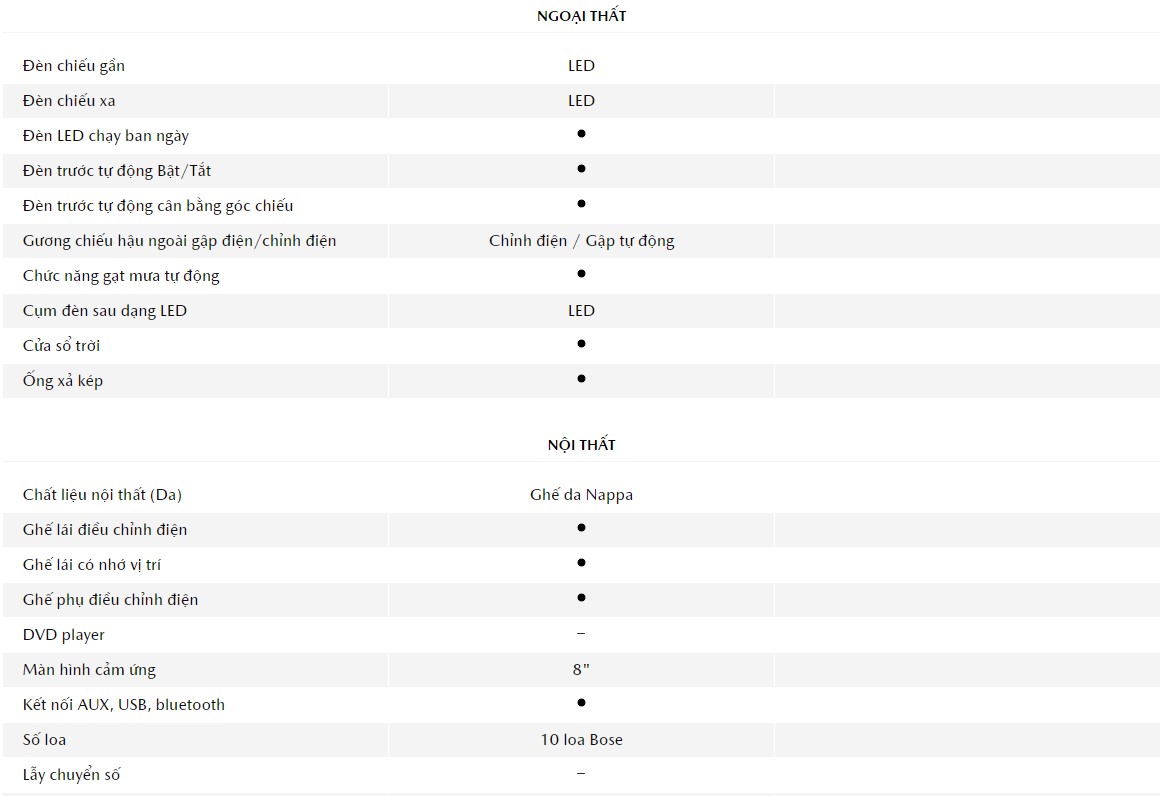 NGOẠI THẤT
Đèn chiếu gần LED
Đèn chiếu xa LED
Đèn LED chạy ban ngày ●
Đèn trước tự động Bật/Tắt ●
Đèn trước tự động cân bằng góc chiếu ●
Gương chiếu hậu ngoài gập điện/chỉnh điện Chỉnh điện / Gập tự động
Chức năng gạt mưa tự động ●
Cụm đèn sau dạng LED LED
Cửa sổ trời ●
Ống xả kép ●
NỘI THẤT
Chất liệu nội thất (Da) Ghế da Nappa
Ghế lái điều chỉnh điện ●
Ghế lái có nhớ vị trí ●
Ghế phụ điều chỉnh điện ●
DVD player –
Màn hình cảm ứng 8"
Kết nối AUX, USB, bluetooth ●
Số loa 10 loa Bose
Lẫy chuyển số –